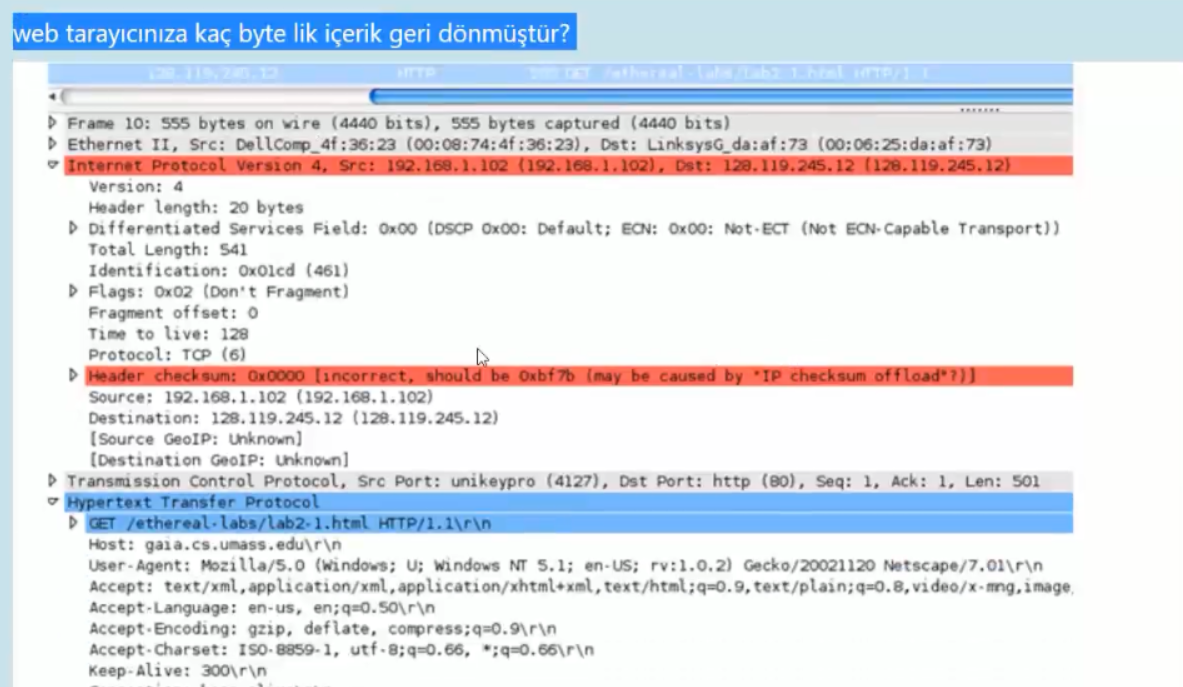 web tarayıcınıza kaç byte lik içerik geri dönmüştür?
128.119.245.12 HTTP 555 GET /ethereal-labs/lab2-1.html HTTP/1.1
Frame 10: 555 bytes on wire (4440 bits), 555 bytes captured (4440 bits)
Ethernet II, Src: DellComp_4f:36:23 (00:08:74:4f:36:23), Dst: LinksysG_da:af:73 (00:06:25:da:af:73)
Internet Protocol Version 4, Src: 192.168.1.102 (192.168.1.102), Dst: 128.119.245.12 (128.119.245.12)
Version: 4
Header length: 20 bytes
Differentiated Services Field: 0x00 (DSCP 0x00: Default; ECN: 0x00: Not-ECT (Not ECN-Capable Transport))
Total Length: 541
Identification: 0x01cd (461)
Flags: 0x02 (Don't Fragment)
Fragment offset: 0
Time to live: 128
Protocol: TCP (6)
Header checksum: 0x0000 [incorrect, should be 0xbf7b (may be caused by "IP checksum offload"?)]
Source: 192.168.1.102 (192.168.1.102)
Destination: 128.119.245.12 (128.119.245.12)
[Source GeoIP: Unknown]
[Destination GeoIP: Unknown]
Transmission Control Protocol, Src Port: unikeypro (4127), Dst Port: http (80), Seq: 1, Ack: 1, Len: 501
Hypertext Transfer Protocol
GET /ethereal-labs/lab2-1.html HTTP/1.1\r\n
Host: gaia.cs.umass.edu\r\n
User-Agent: Mozilla/5.0 (Windows; U; Windows NT 5.1; en-US; rv:1.0.2) Gecko/20021120 Netscape/7.01\r\n
Accept: text/xml,application/xml,application/xhtml+xml,text/html;q=0.9,text/plain;q=0.8,video/x-mng,image,
Accept-Language: en-us, en;q=0.50\r\n
Accept-Encoding: gzip, deflate, compress;q=0.9\r\n
Accept-Charset: ISO-8859-1, utf-8;q=0.66, *;q=0.66\r\n
Keep-Alive: 300\r\n